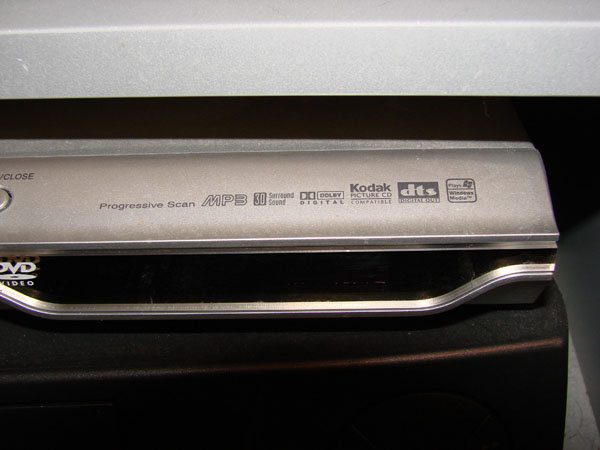 /CLOSE
Progressive Scan MP3 3D Surround Sound DOLBY DIGITAL Kodak PICTURE CD COMPATIBLE dts DIGITAL OUT Plays Windows Media™
DVD
VIDEO